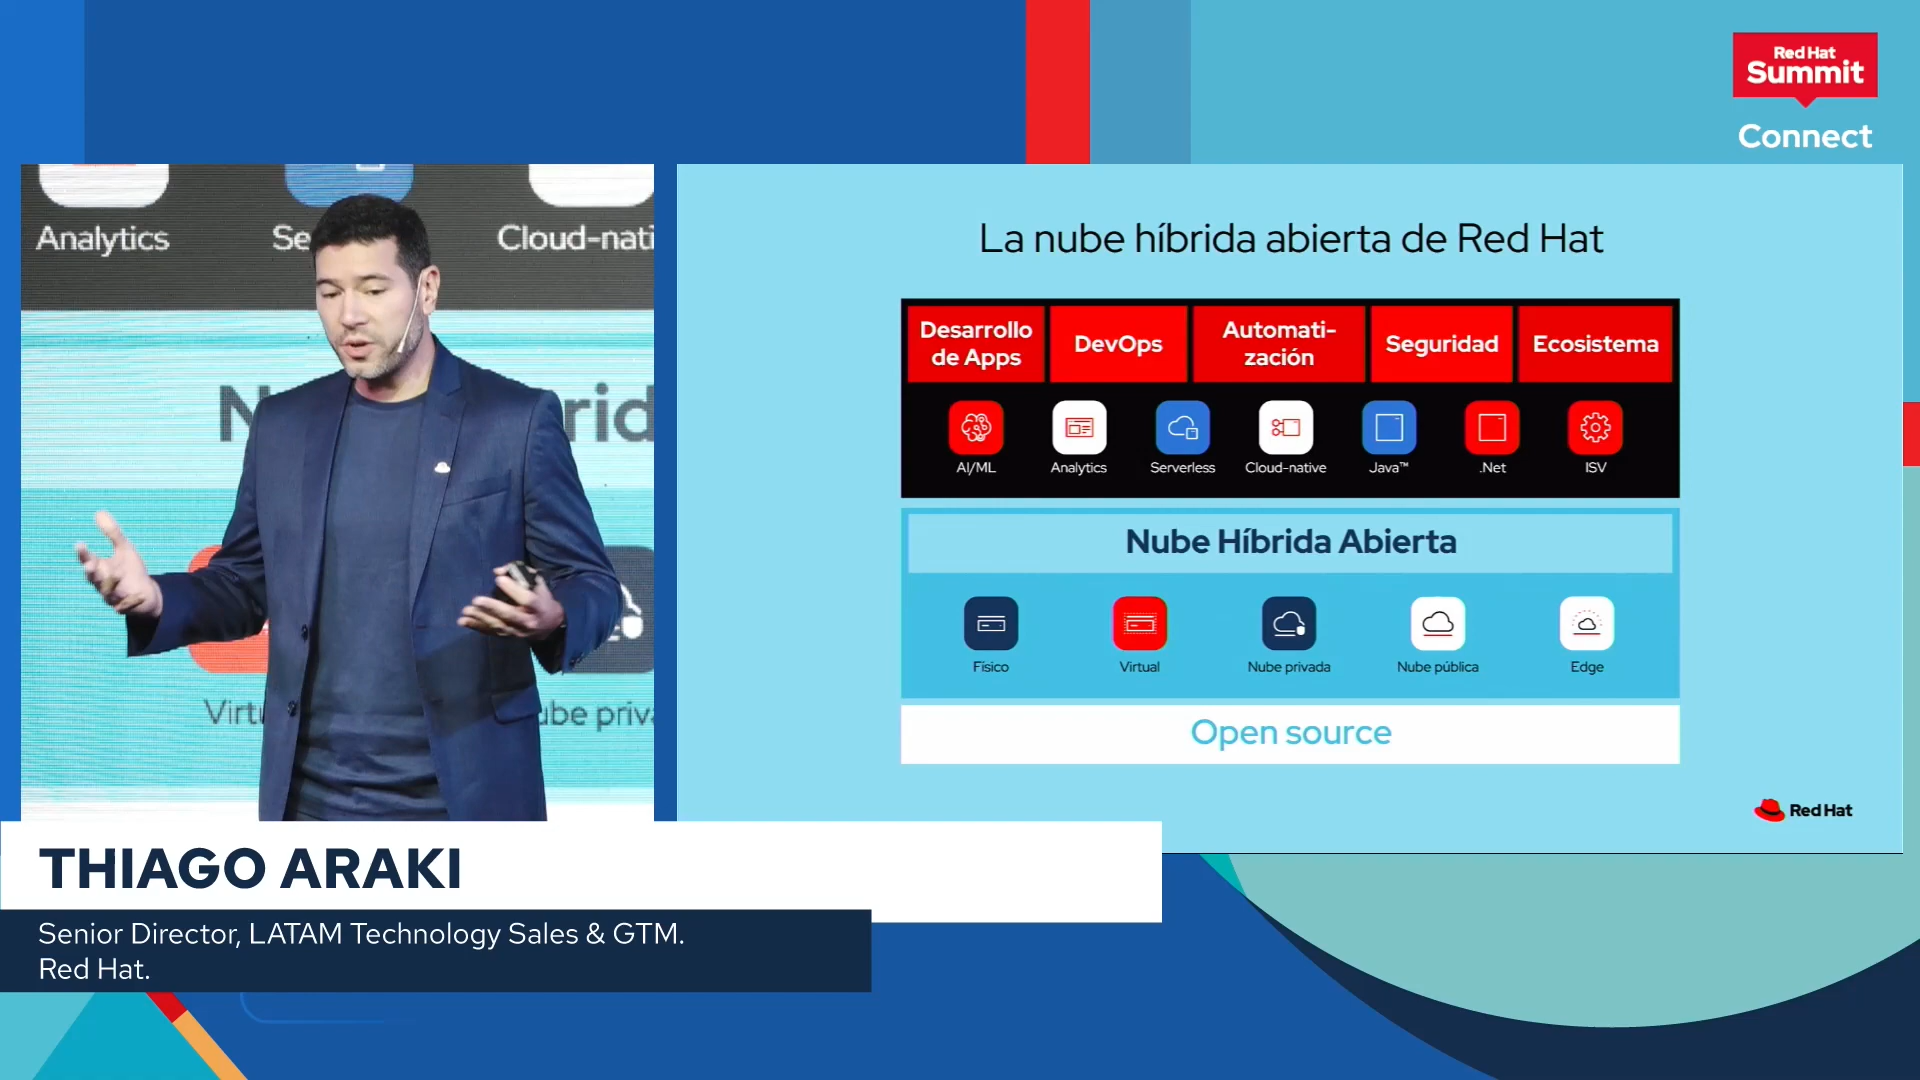 Red Hat
Summit
Connect
Analytics
Se
Cloud-nati
N
rid
Virtu
ube priva
La nube híbrida abierta de Red Hat
Desarrollo
de Apps
DevOps
Automati-
zación
Seguridad
Ecosistema
AI/ML
Analytics
Serverless
Cloud-native
Java™
.Net
ISV
Nube Híbrida Abierta
Físico
Virtual
Nube privada
Nube pública
Edge
Open source
Red Hat
THIAGO ARAKI
Senior Director, LATAM Technology Sales & GTM.
Red Hat.